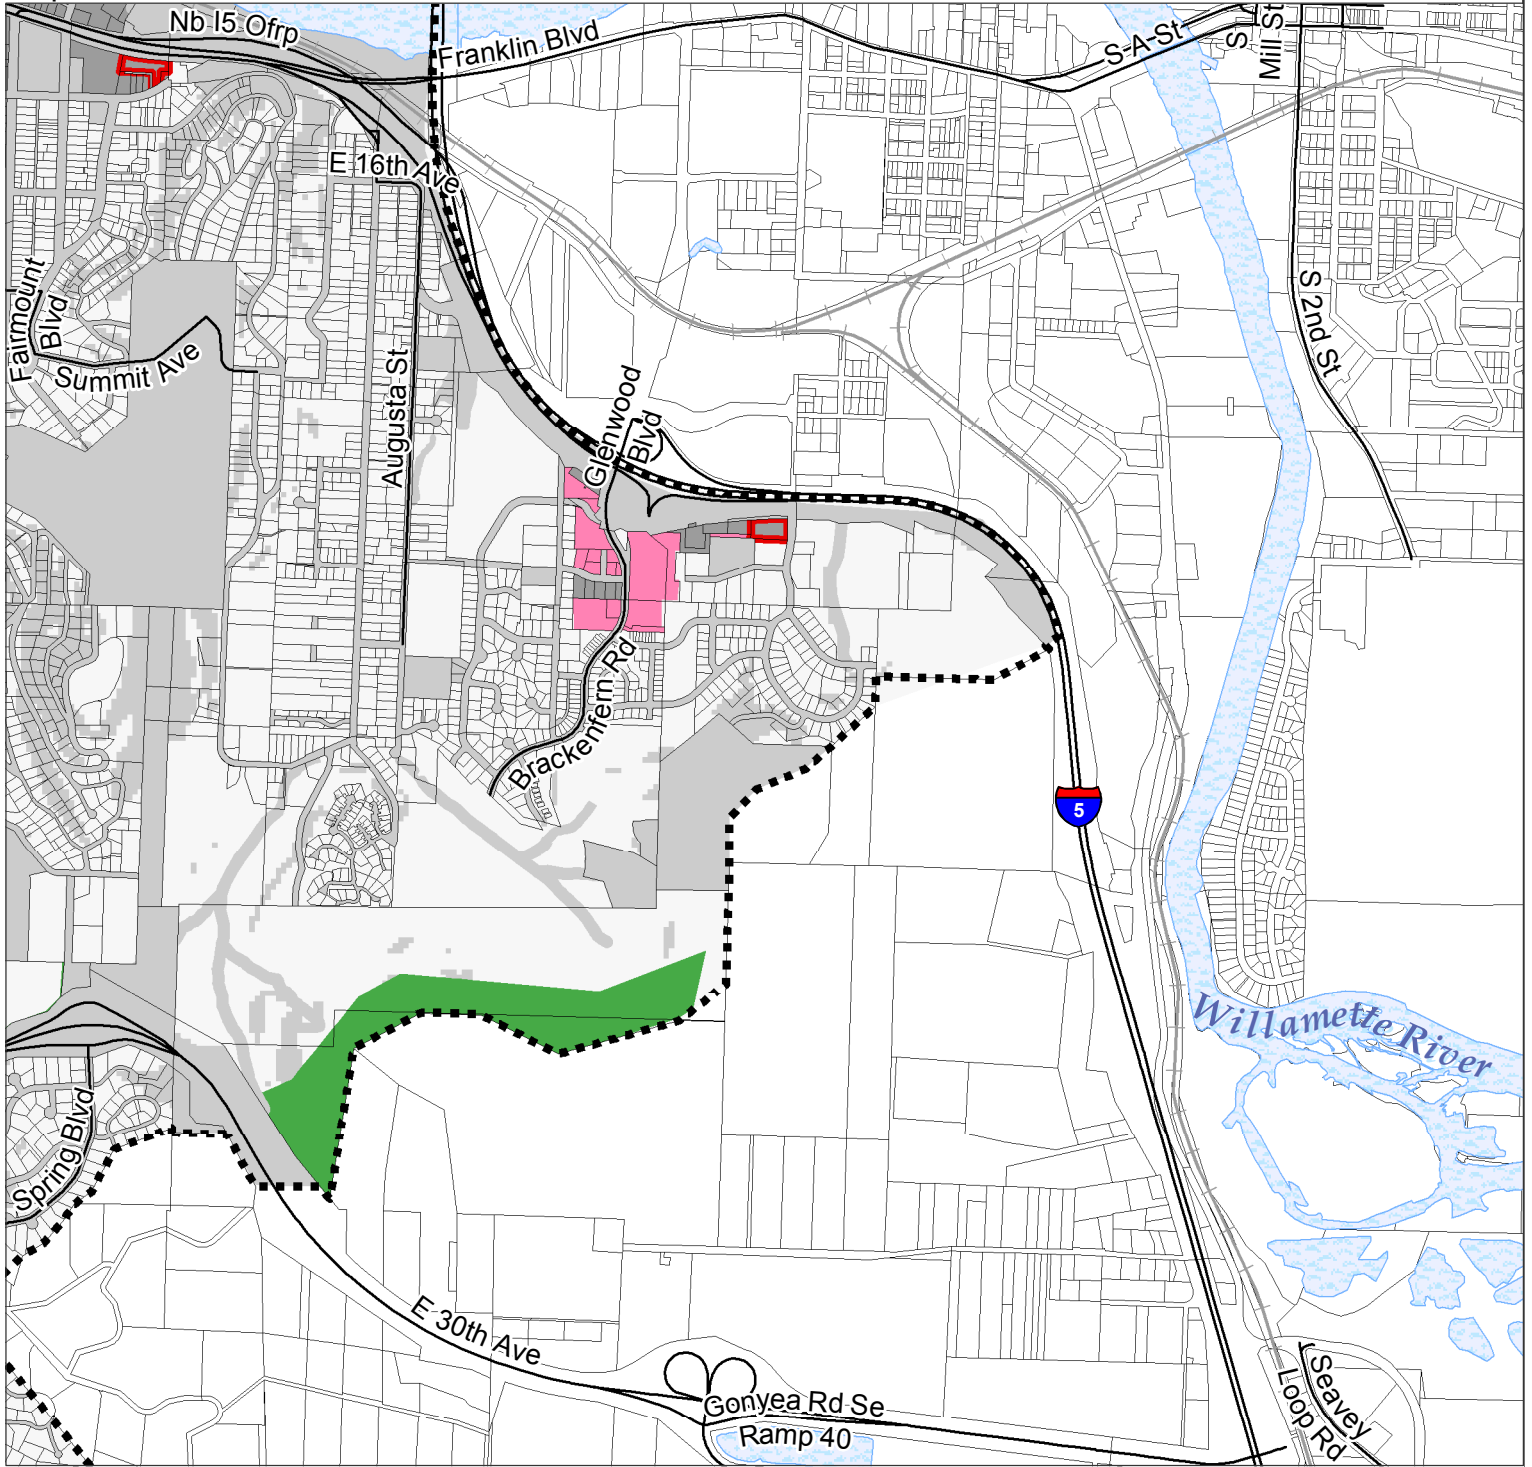 Nb I5 Ofrp
Franklin Blvd
S A St
S
Mill St
E 16th Ave
Fairmount
Blvd
Summit Ave
Augusta St
Glenwood
Blvd
S 2nd St
Brackenfern Rd
5
Willamette River
Spring Blvd
E 30th Ave
Gonyea Rd Se
Ramp 40
Seavey
Loop Rd